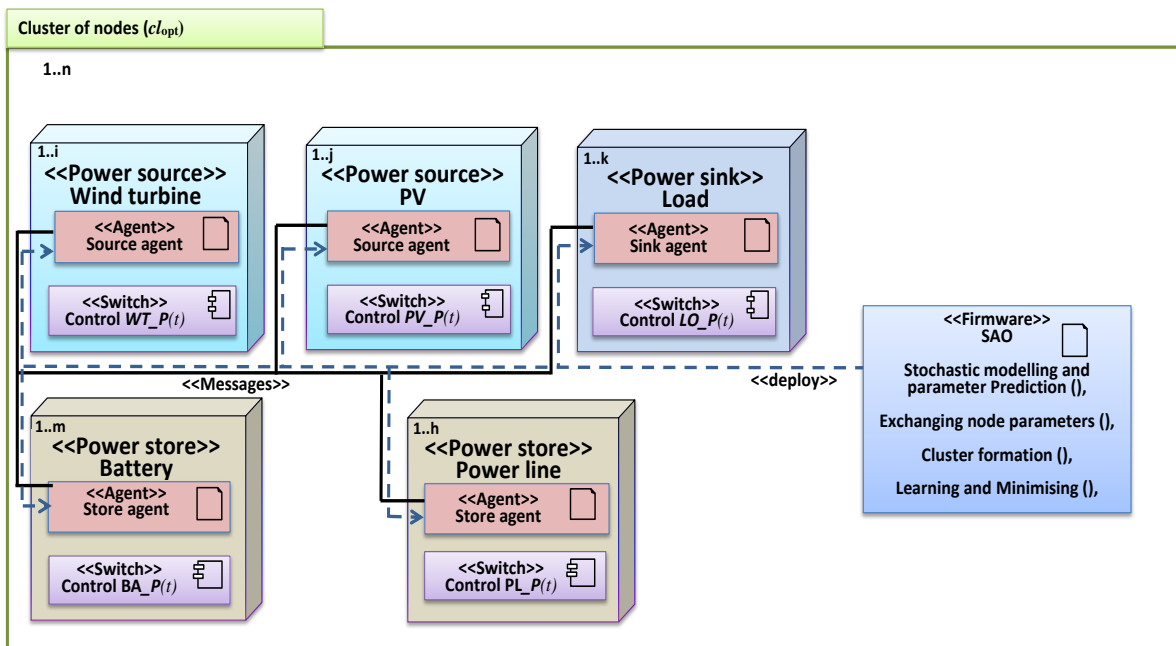 Cluster of nodes (cl_opt)
1..n
1..i
<<Power source>>
Wind turbine
<<Agent>>
Source agent
<<Switch>>
Control WT_P(t)
1..j
<<Power source>>
PV
<<Agent>>
Source agent
<<Switch>>
Control PV_P(t)
1..k
<<Power sink>>
Load
<<Agent>>
Sink agent
<<Switch>>
Control LO_P(t)
<<Messages>>
<<deploy>>
<<Firmware>>
SAO
Stochastic modelling and
parameter Prediction (),
Exchanging node parameters (),
Cluster formation (),
Learning and Minimising (),
1..m
<<Power store>>
Battery
<<Agent>>
Store agent
<<Switch>>
Control BA_P(t)
1..h
<<Power store>>
Power line
<<Agent>>
Store agent
<<Switch>>
Control PL_P(t)